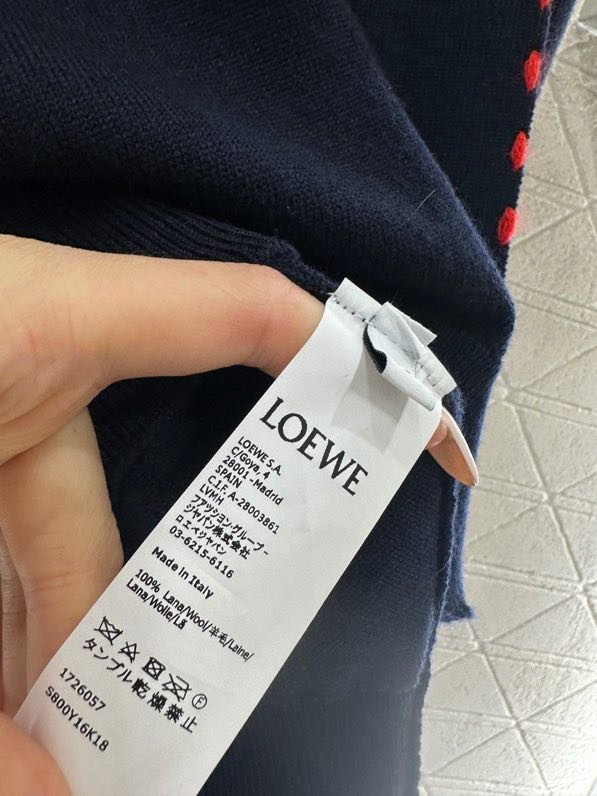 LOEWE
LOEWE S.A.
C/Goya, 4
28001 - Madrid
SPAIN
C.I.F. A-28003861
LVMH
ファッショングループ-
ジャパン株式会社
ロエベジャパン
03-6215-6116
Made in Italy
100% Lana/Wool/羊毛/Laine/
Lana/Wolle/Lã
F
タンブル乾燥禁止
1726057
S800Y16K18